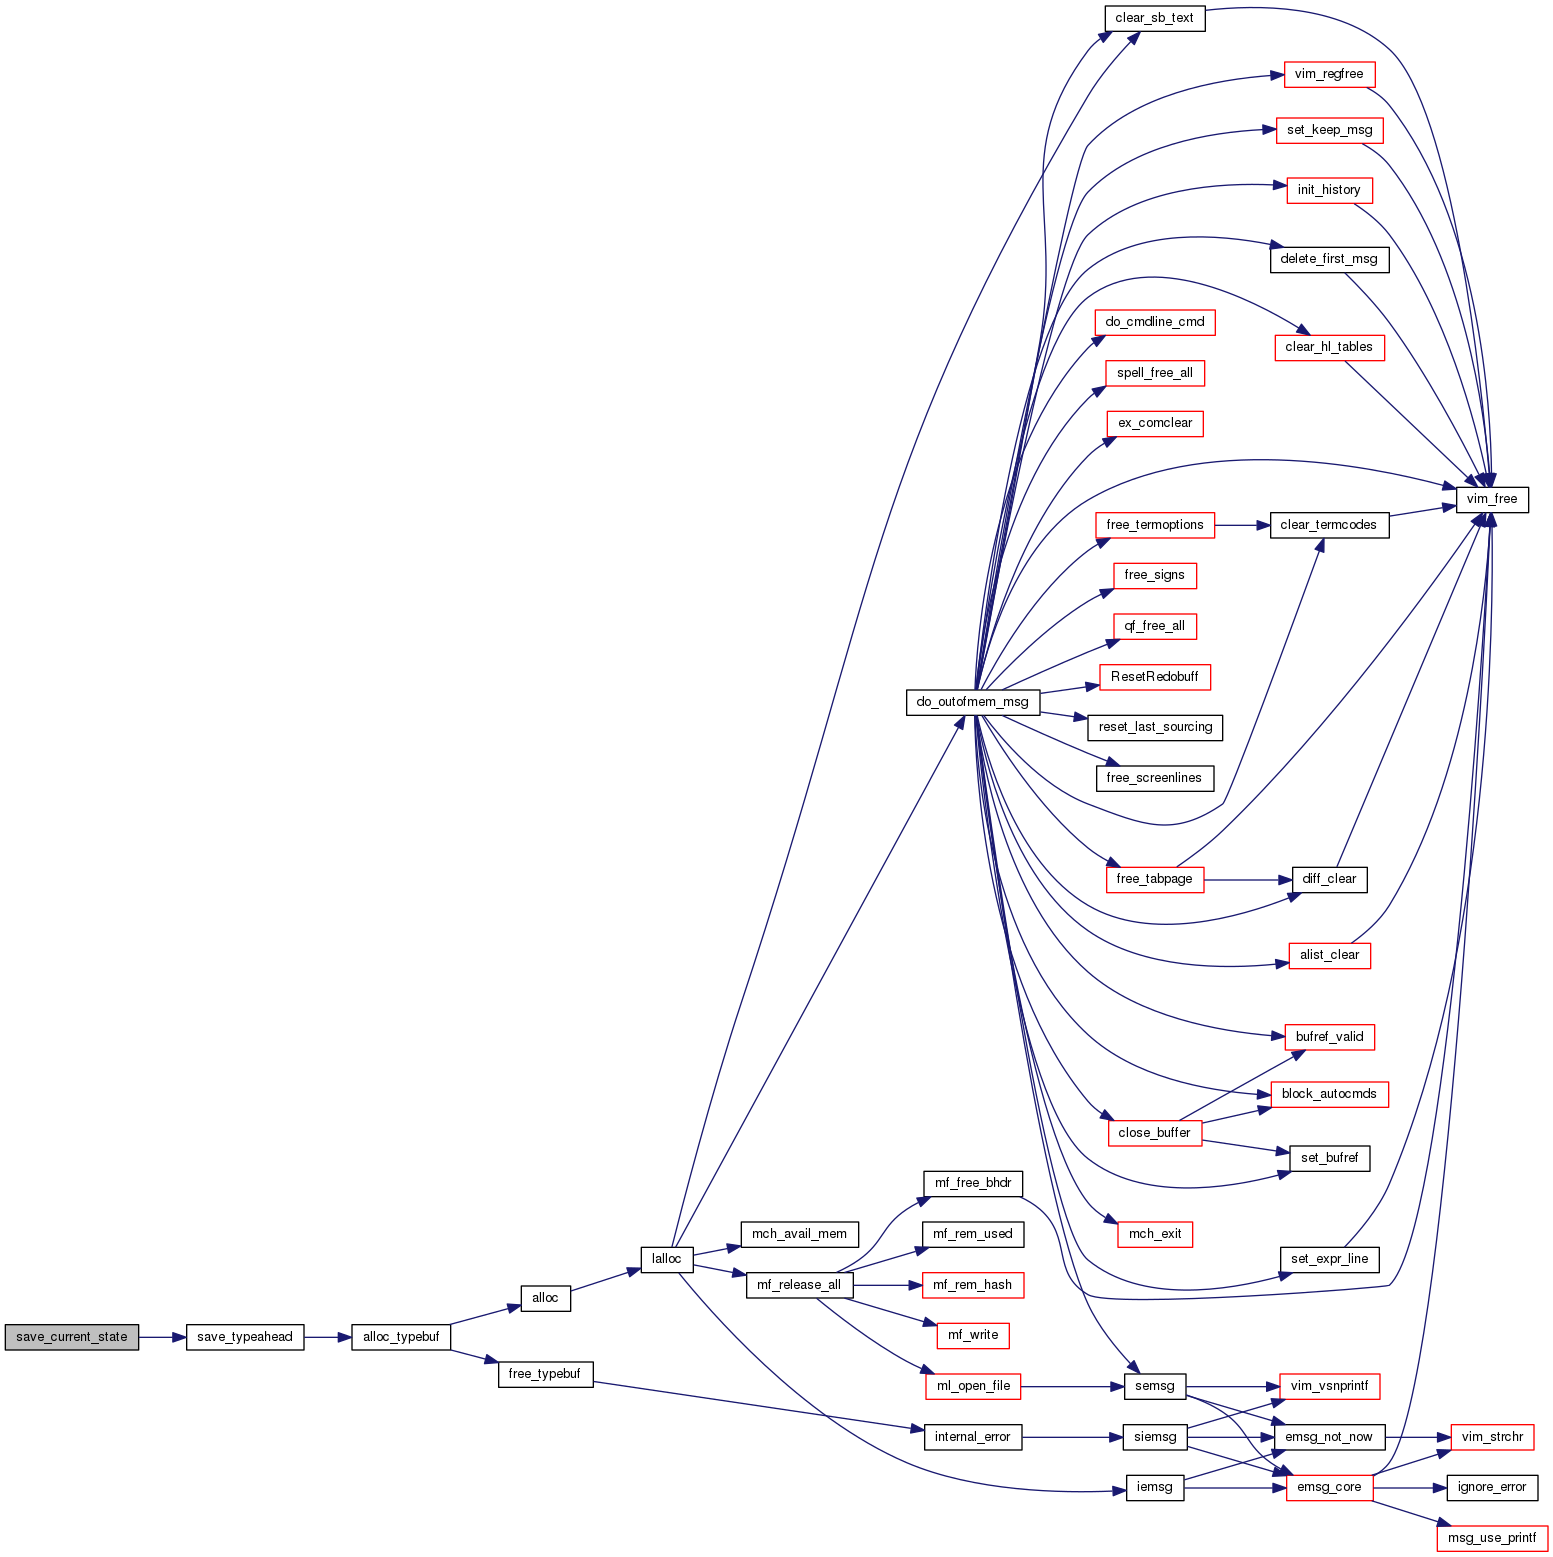 clear_sb_text
vim_regfree
set_keep_msg
init_history
delete_first_msg
do_cmdline_cmd
clear_hl_tables
spell_free_all
ex_comclear
vim_free
free_termoptions
clear_termcodes
free_signs
qf_free_all
ResetRedobuff
do_outofmem_msg
reset_last_sourcing
free_screenlines
free_tabpage
diff_clear
alist_clear
bufref_valid
block_autocmds
close_buffer
set_bufref
mf_free_bhdr
mch_avail_mem
mf_rem_used
mch_exit
lalloc
set_expr_line
mf_release_all
mf_rem_hash
alloc
save_current_state
save_typeahead
alloc_typebuf
mf_write
free_typebuf
ml_open_file
semsg
vim_vsnprintf
internal_error
siemsg
emsg_not_now
vim_strchr
iemsg
emsg_core
ignore_error
msg_use_printf